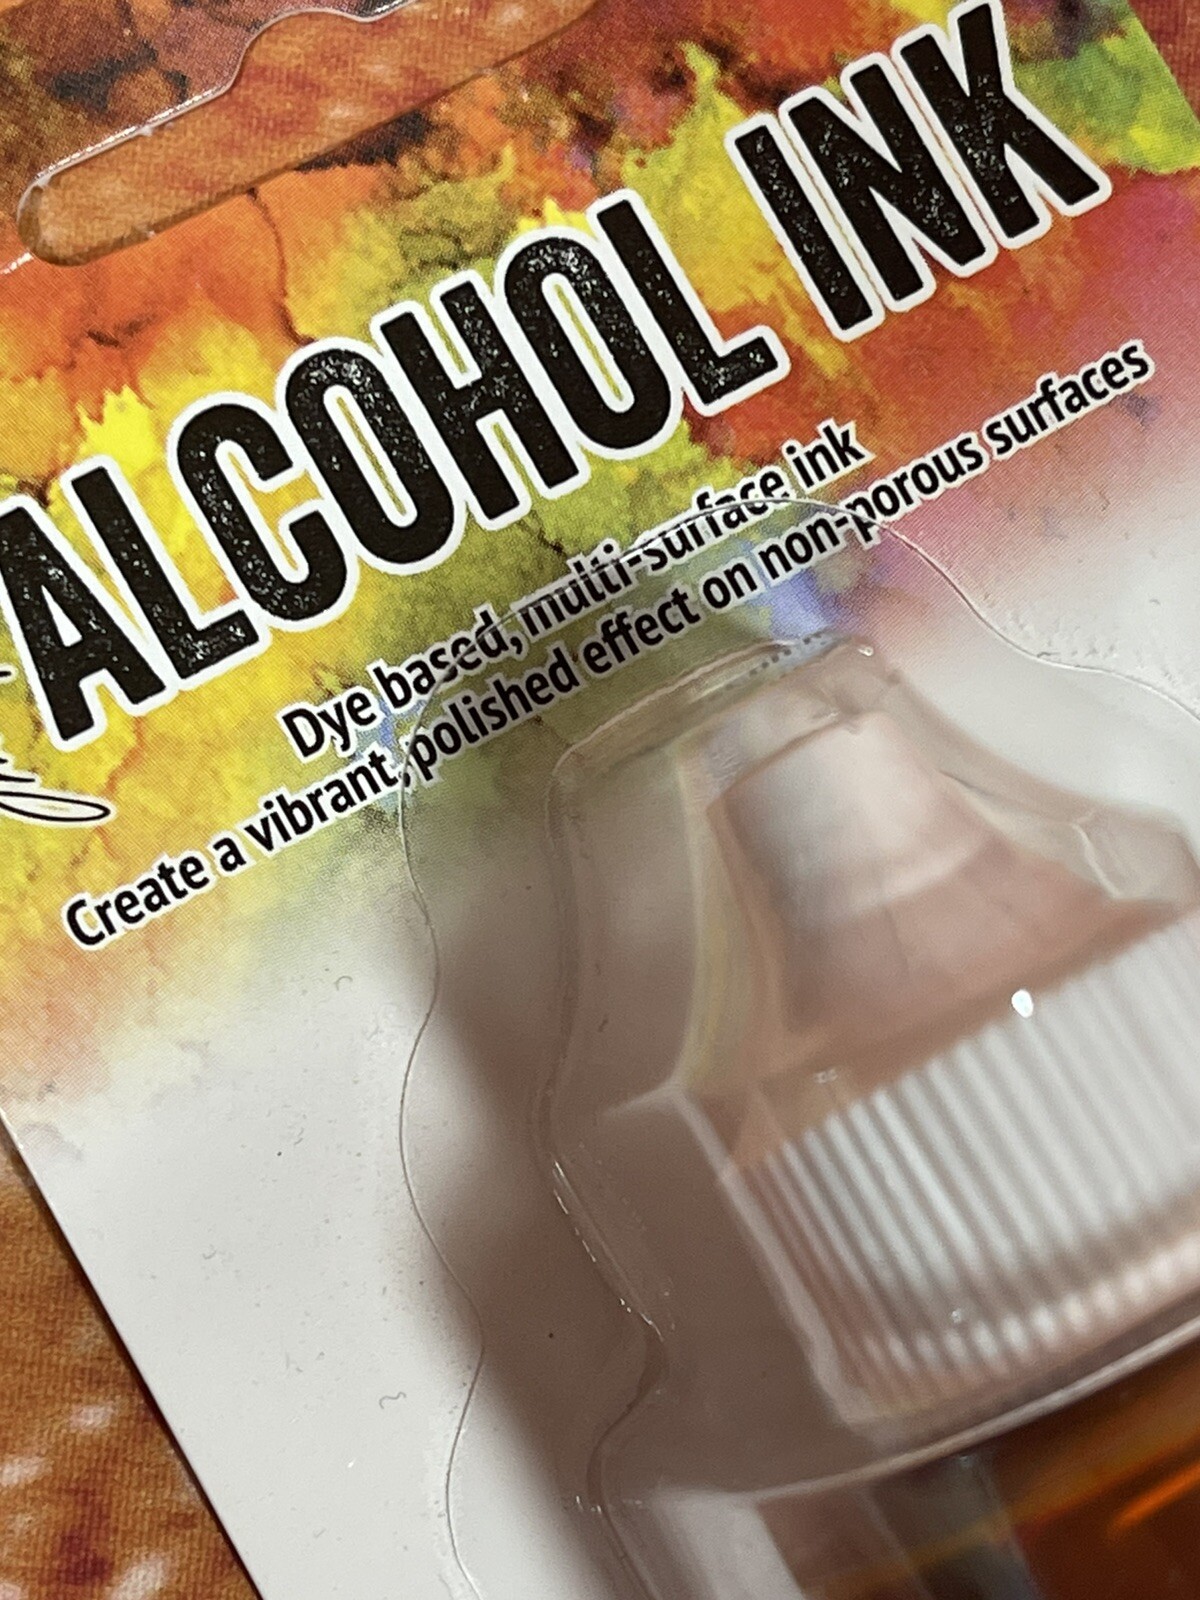 ALCOHOL INK
Dye based, multi-surface ink
Create a vibrant, polished effect on non-porous surfaces